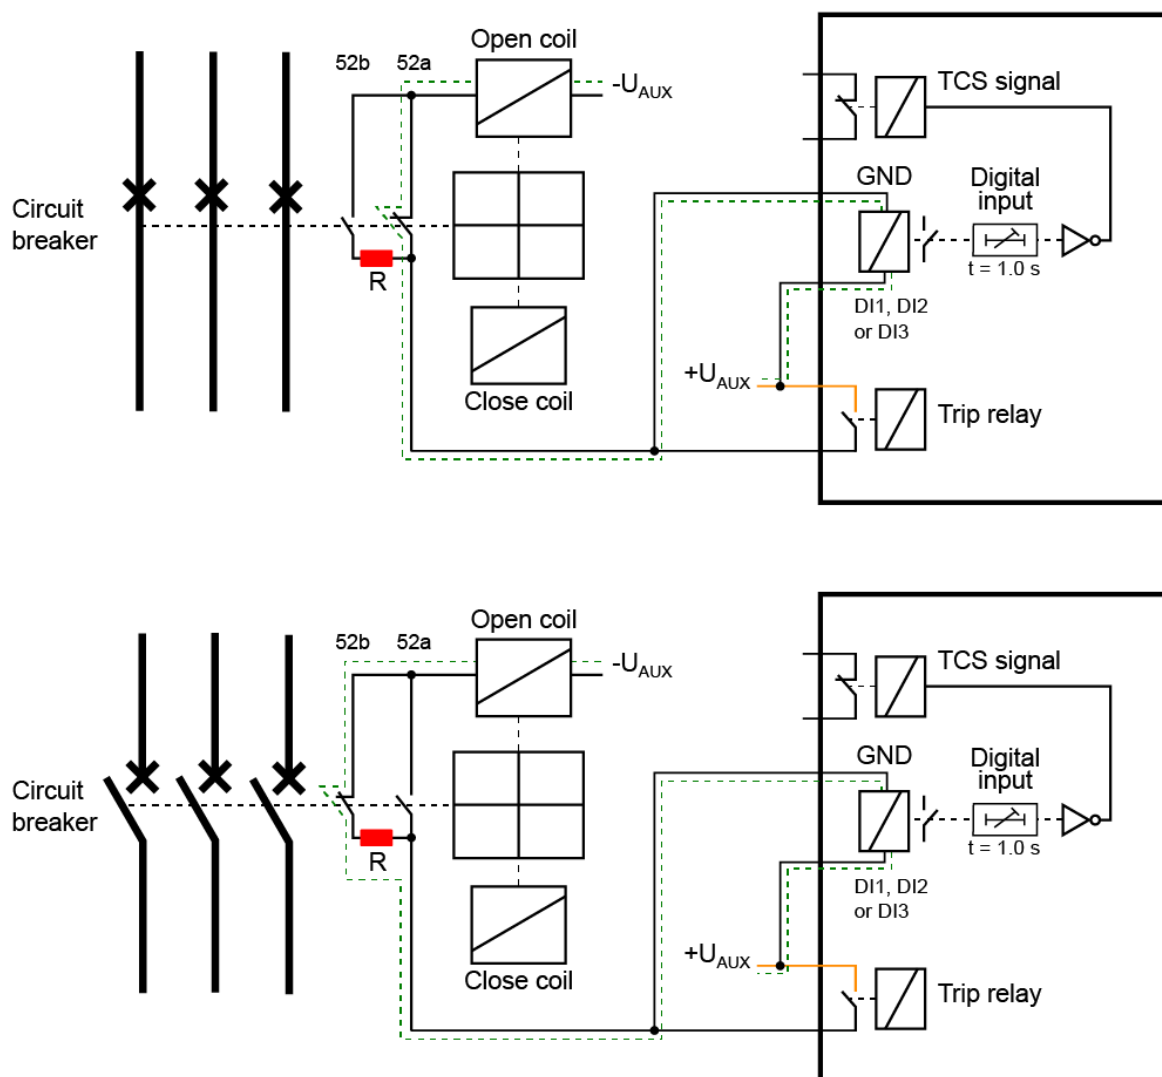 Open coil
52b 52a
-UAUX
TCS signal
GND
Digital
input
Circuit
breaker
R
t = 1.0 s
DI1, DI2
or DI3
+UAUX
Close coil
Trip relay
Open coil
52b 52a
-UAUX
TCS signal
GND
Digital
input
Circuit
breaker
R
t = 1.0 s
DI1, DI2
or DI3
+UAUX
Close coil
Trip relay